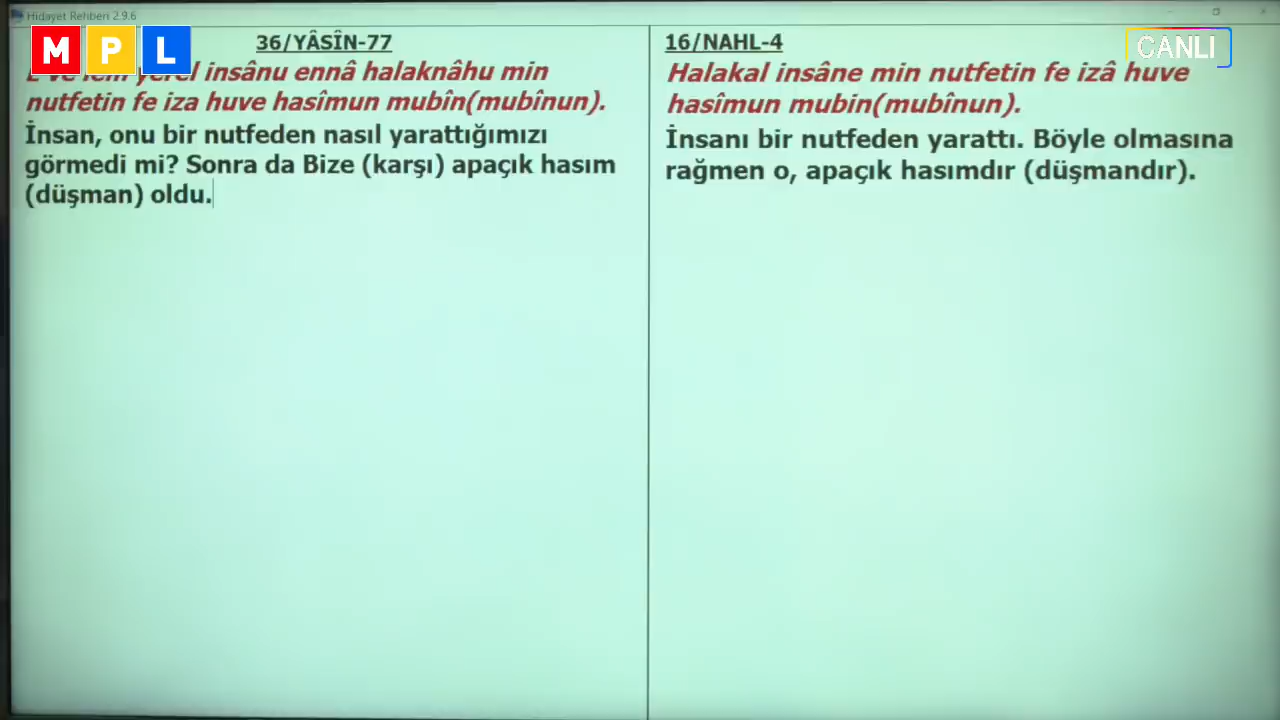 Hidayet Rehberi 2.9.6
M P L
CANLI
36/YÂSÎN-77
E ve lem yerel insânu ennâ halaknâhu min
nutfetin fe iza huve hasîmun mubîn(mubînun).
İnsan, onu bir nutfeden nasıl yarattığımızı
görmedi mi? Sonra da Bize (karşı) apaçık hasım
(düşman) oldu.
16/NAHL-4
Halakal insâne min nutfetin fe izâ huve
hasîmun mubin(mubînun).
İnsanı bir nutfeden yarattı. Böyle olmasına
rağmen o, apaçık hasımdır (düşmandır).